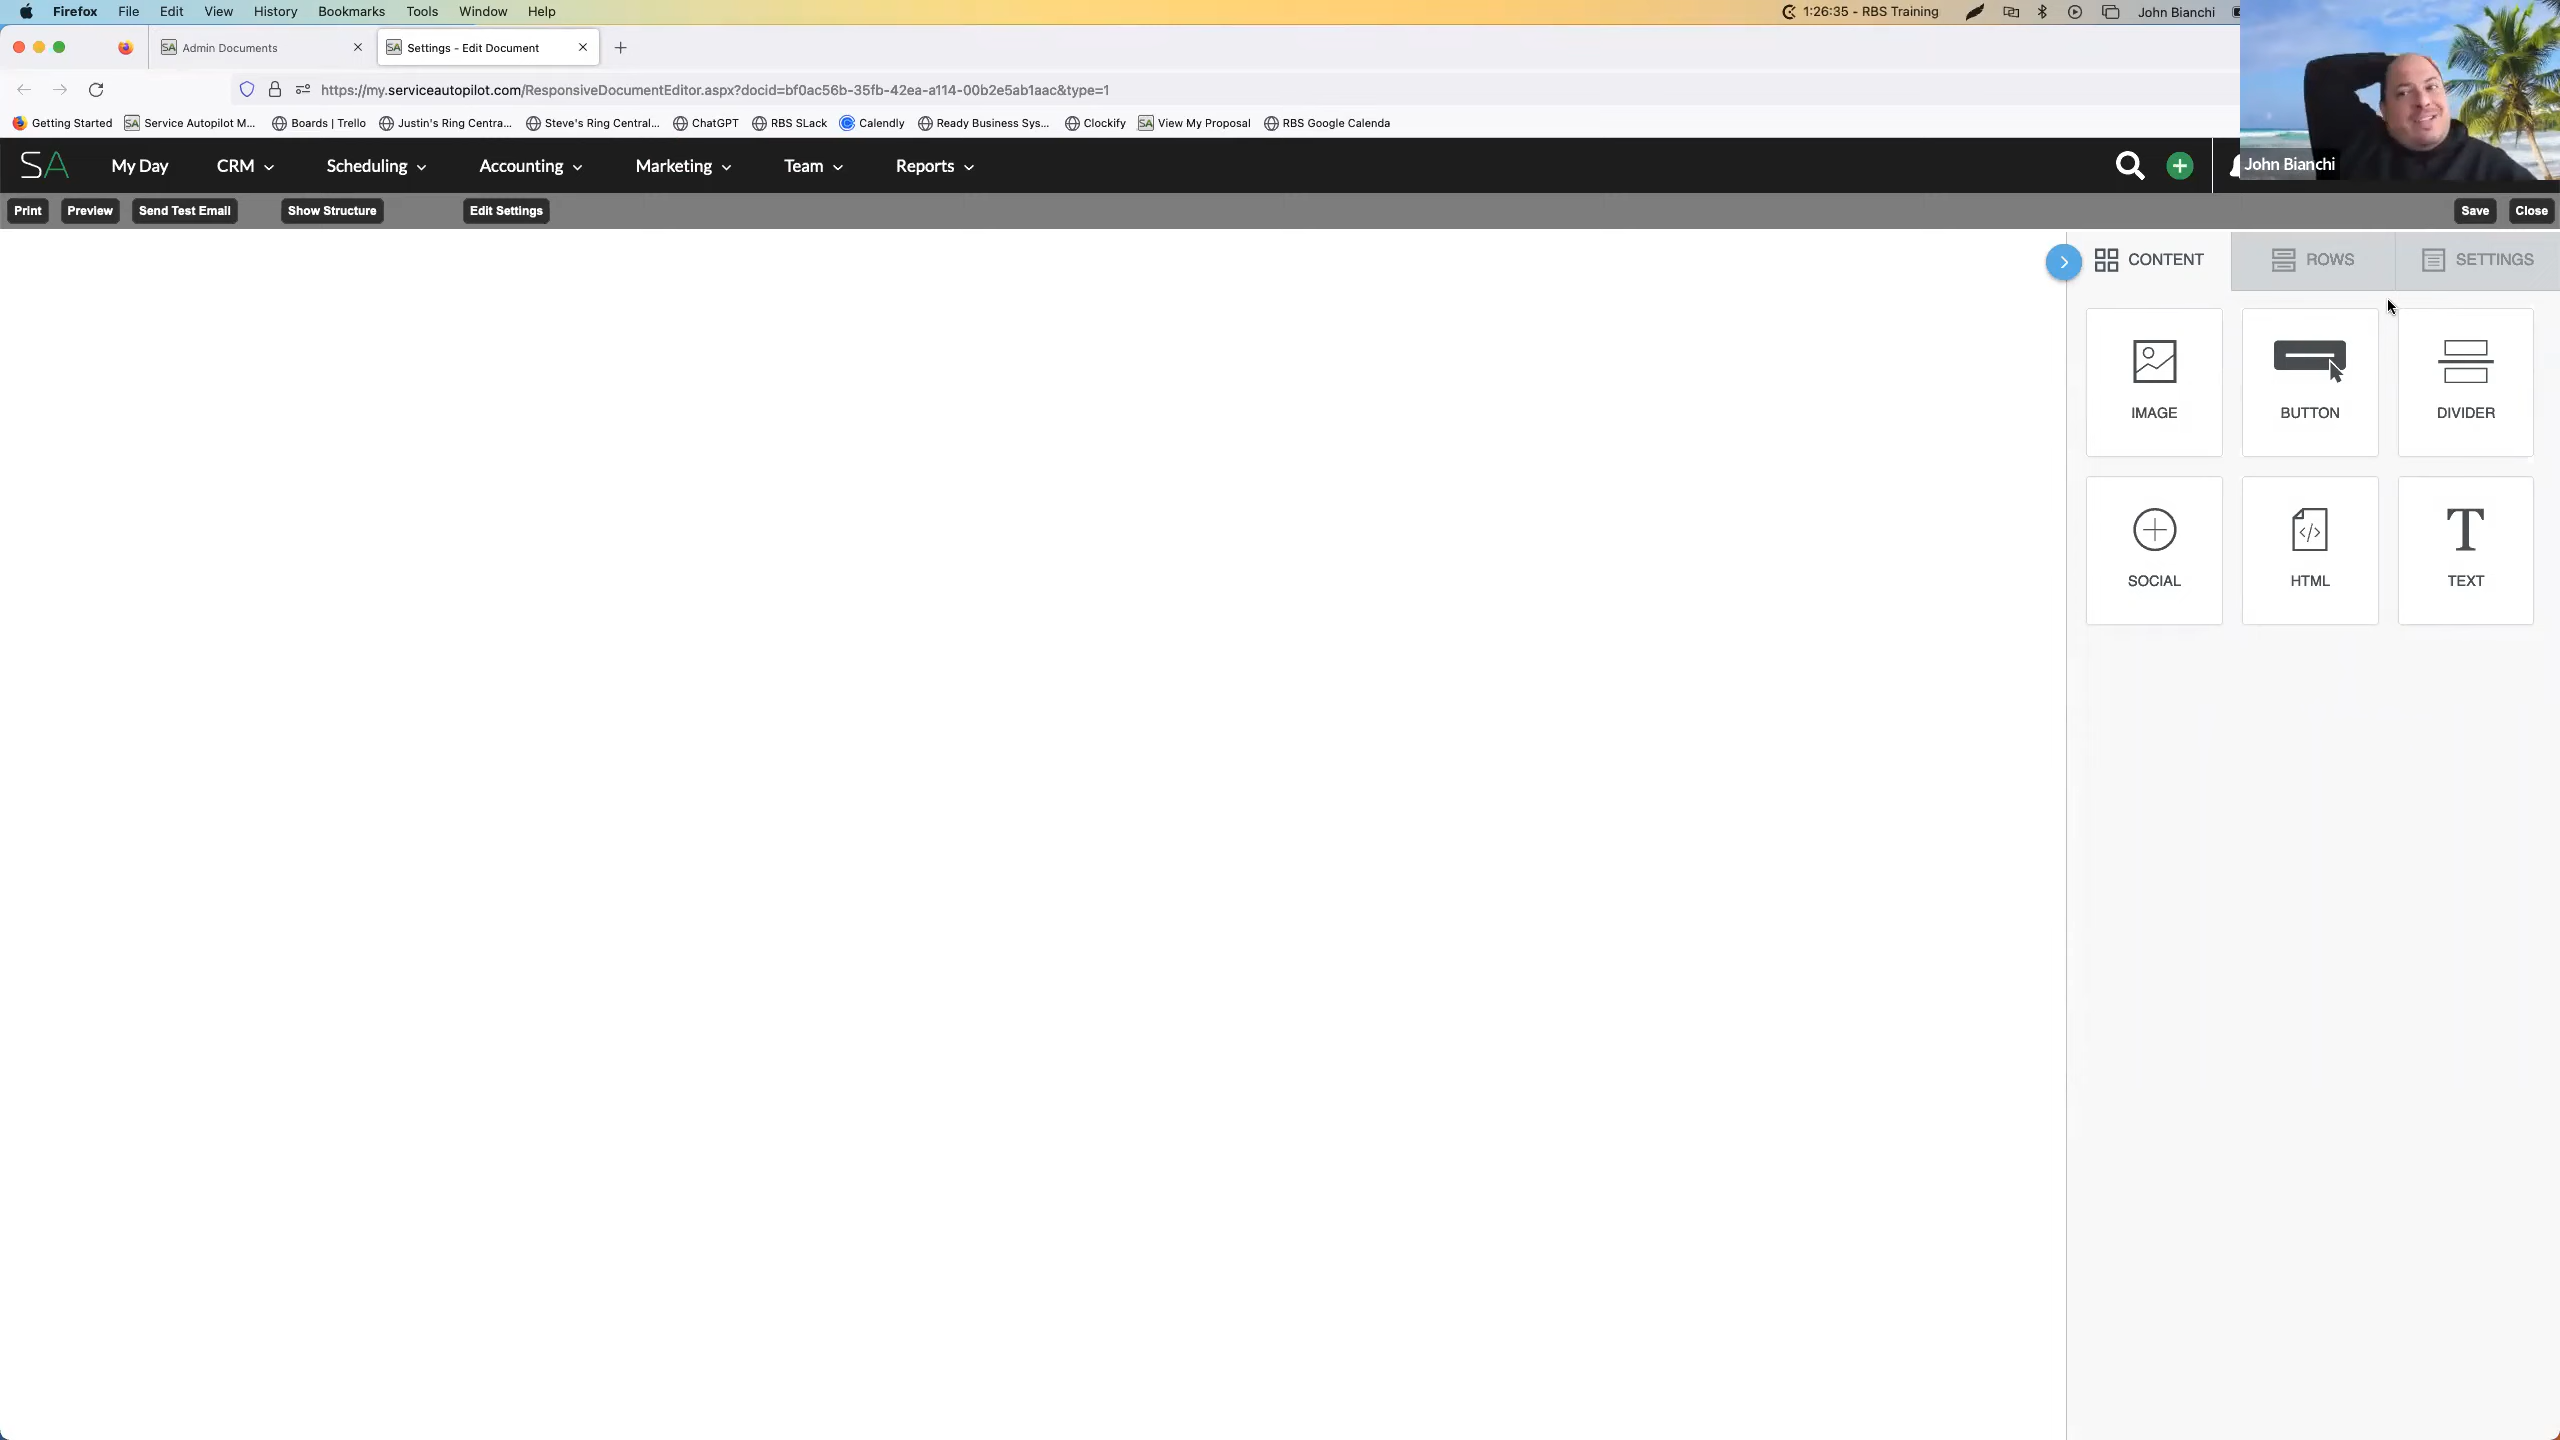 Firefox File Edit View History Bookmarks Tools Window Help 1:26:35 - RBS Training John Bianchi
SA Admin Documents SA Settings - Edit Document
https://my.serviceautopilot.com/ResponsiveDocumentEditor.aspx?docid=bf0ac56b-35fb-42ea-a114-00b2e5ab1aac&type=1
Getting Started SA Service Autopilot M... Boards | Trello Justin's Ring Centra... Steve's Ring Central... ChatGPT RBS SLack Calendly Ready Business Sys... Clockify SA View My Proposal RBS Google Calenda
SA My Day CRM Scheduling Accounting Marketing Team Reports John Bianchi
Print Preview Send Test Email Show Structure Edit Settings Save Close
CONTENT ROWS SETTINGS
IMAGE BUTTON DIVIDER
SOCIAL HTML TEXT